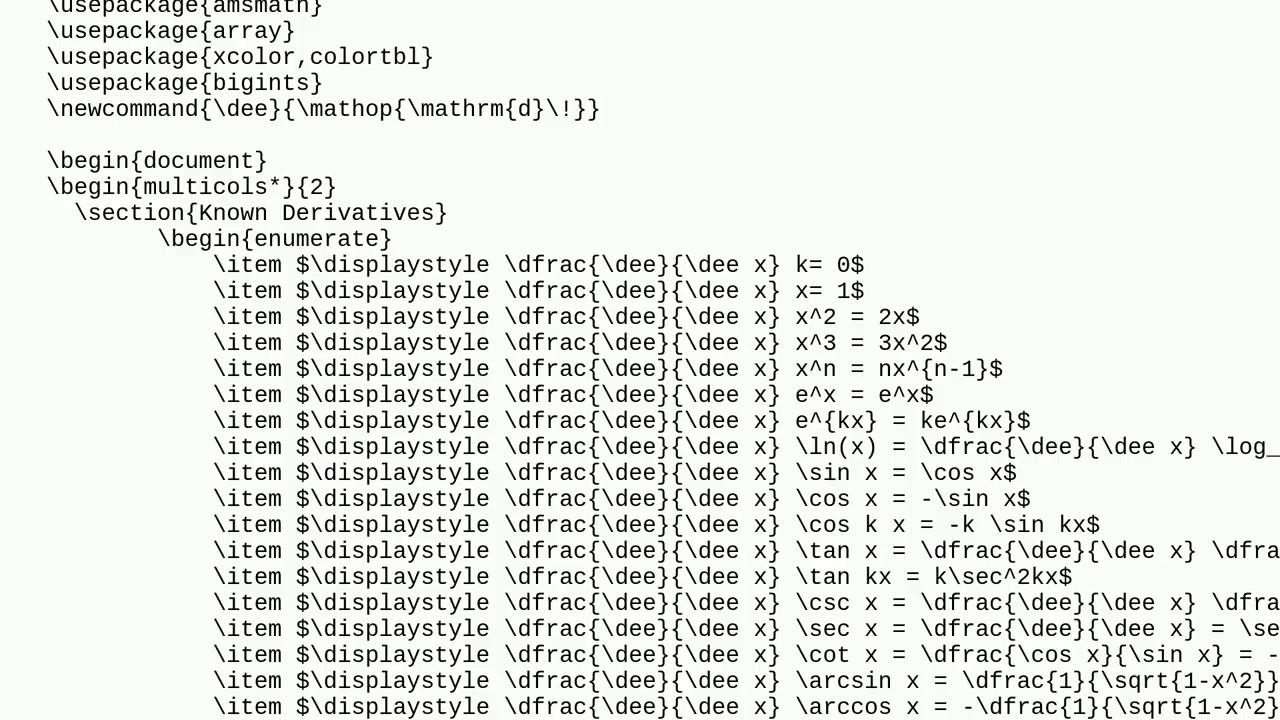 \usepackage{amsmath}
\usepackage{array}
\usepackage{xcolor,colortbl}
\usepackage{bigints}
\newcommand{\dee}{\mathop{\mathrm{d}\!}}
\begin{document}
\begin{multicols*}{2}
\section{Known Derivatives}
\begin{enumerate}
\item $\displaystyle \dfrac{\dee}{\dee x} k= 0$
\item $\displaystyle \dfrac{\dee}{\dee x} x= 1$
\item $\displaystyle \dfrac{\dee}{\dee x} x^2 = 2x$
\item $\displaystyle \dfrac{\dee}{\dee x} x^3 = 3x^2$
\item $\displaystyle \dfrac{\dee}{\dee x} x^n = nx^{n-1}$
\item $\displaystyle \dfrac{\dee}{\dee x} e^x = e^x$
\item $\displaystyle \dfrac{\dee}{\dee x} e^{kx} = ke^{kx}$
\item $\displaystyle \dfrac{\dee}{\dee x} \ln(x) = \dfrac{\dee}{\dee x} \log_
\item $\displaystyle \dfrac{\dee}{\dee x} \sin x = \cos x$
\item $\displaystyle \dfrac{\dee}{\dee x} \cos x = -\sin x$
\item $\displaystyle \dfrac{\dee}{\dee x} \cos k x = -k \sin kx$
\item $\displaystyle \dfrac{\dee}{\dee x} \tan x = \dfrac{\dee}{\dee x} \dfra
\item $\displaystyle \dfrac{\dee}{\dee x} \tan kx = k\sec^2kx$
\item $\displaystyle \dfrac{\dee}{\dee x} \csc x = \dfrac{\dee}{\dee x} \dfra
\item $\displaystyle \dfrac{\dee}{\dee x} \sec x = \dfrac{\dee}{\dee x} = \se
\item $\displaystyle \dfrac{\dee}{\dee x} \cot x = \dfrac{\cos x}{\sin x} = -
\item $\displaystyle \dfrac{\dee}{\dee x} \arcsin x = \dfrac{1}{\sqrt{1-x^2}}
\item $\displaystyle \dfrac{\dee}{\dee x} \arccos x = -\dfrac{1}{\sqrt{1-x^2}